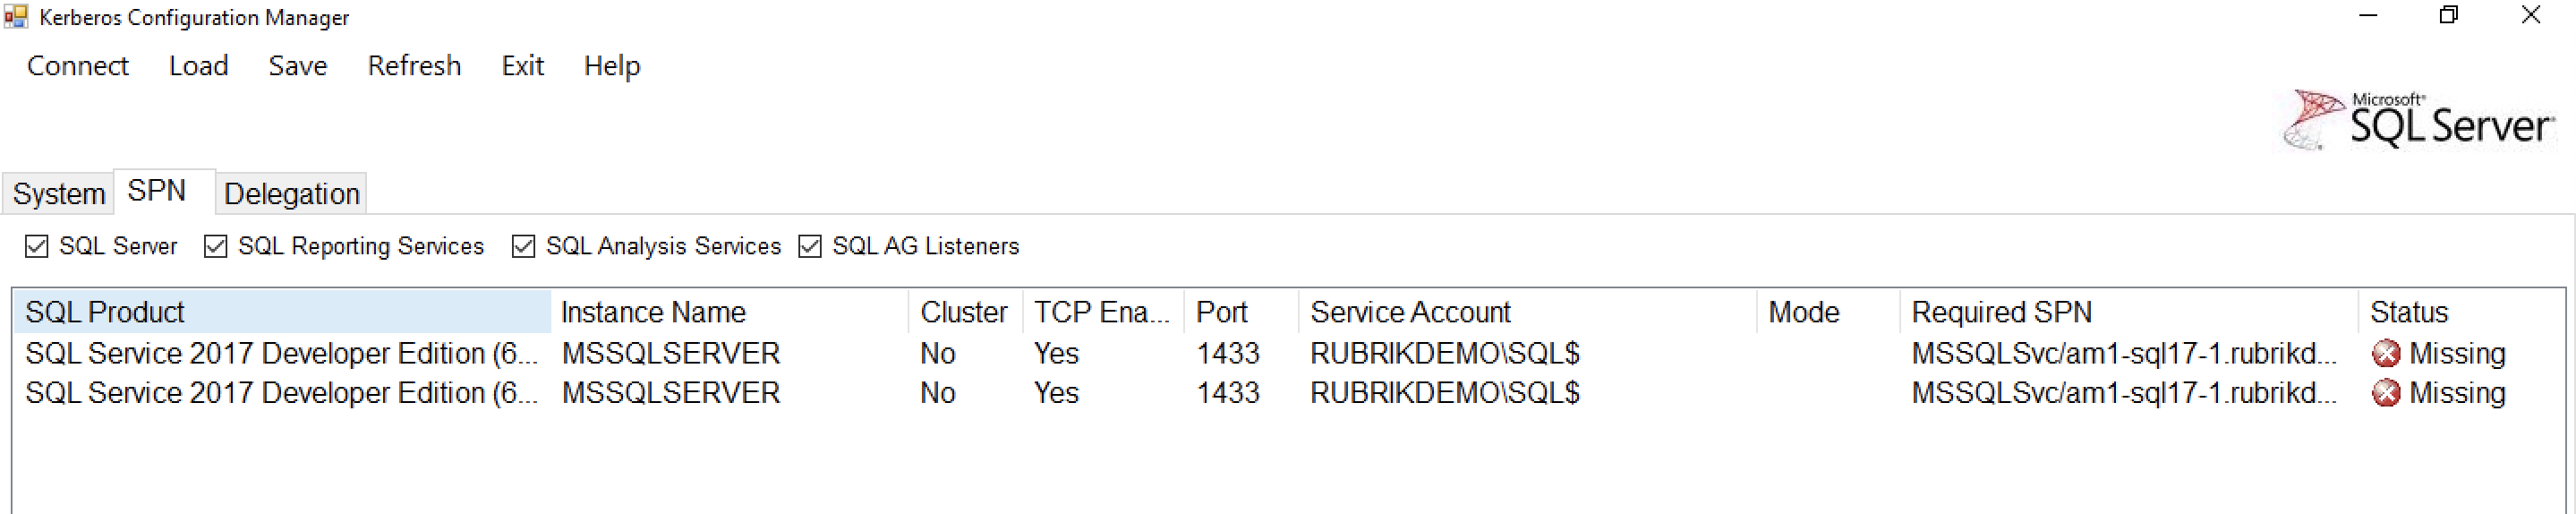 Kerberos Configuration Manager
Connect Load Save Refresh Exit Help
Microsoft®
SQL Server®
System SPN Delegation
SQL Server SQL Reporting Services SQL Analysis Services SQL AG Listeners
SQL Product Instance Name Cluster TCP Ena... Port Service Account Mode Required SPN Status
SQL Service 2017 Developer Edition (6... MSSQLSERVER No Yes 1433 RUBRIKDEMO\SQL$ MSSQLSvc/am1-sql17-1.rubrikd... Missing
SQL Service 2017 Developer Edition (6... MSSQLSERVER No Yes 1433 RUBRIKDEMO\SQL$ MSSQLSvc/am1-sql17-1.rubrikd... Missing